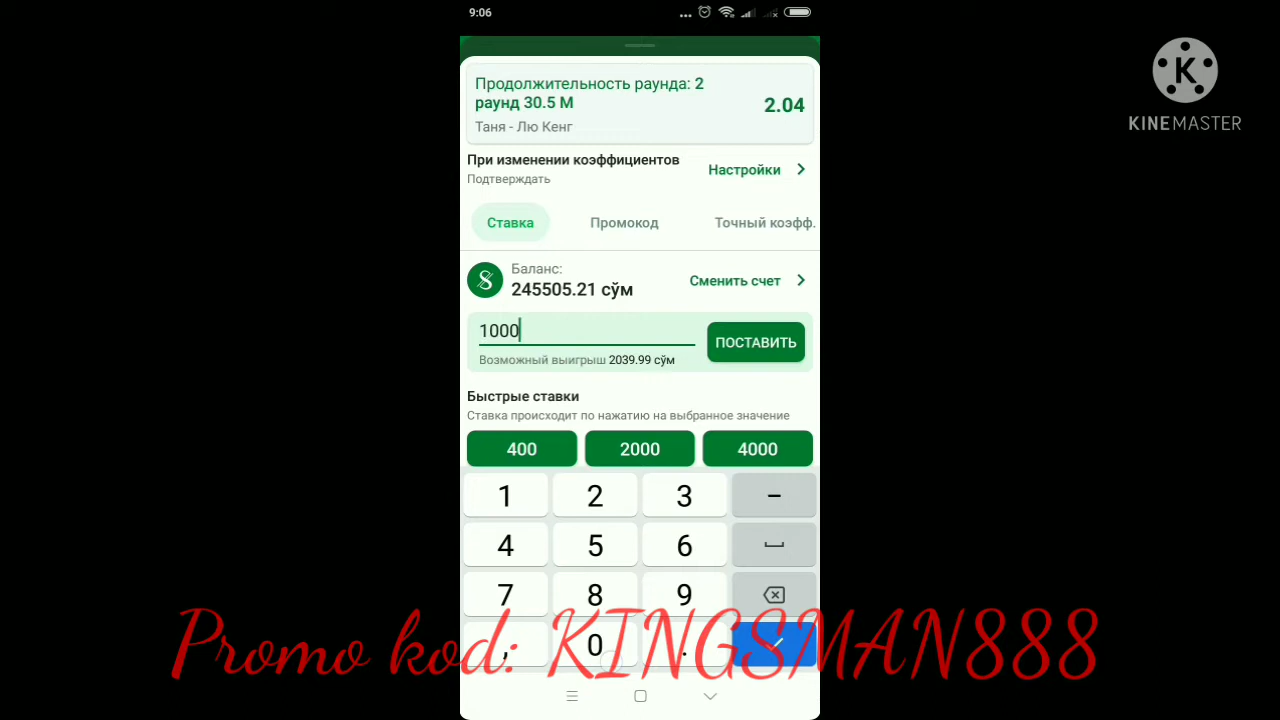 9:06
KINEMASTER
Продолжительность раунда: 2
раунд 30.5 М
2.04
Таня - Лю Кенг
При изменении коэффициентов
Подтверждать
Настройки
Ставка
Промокод
Точный коэфф.
Баланс:
245505.21 сўм
Сменить счет
1000
ПОСТАВИТЬ
Возможный выигрыш 2039.99 сўм
Быстрые ставки
Ставка происходит по нажатию на выбранное значение
400 2000 4000
1 2 3 –
4 5 6
7 8 9
, 0 .
Promo kod: KINGSMAN888